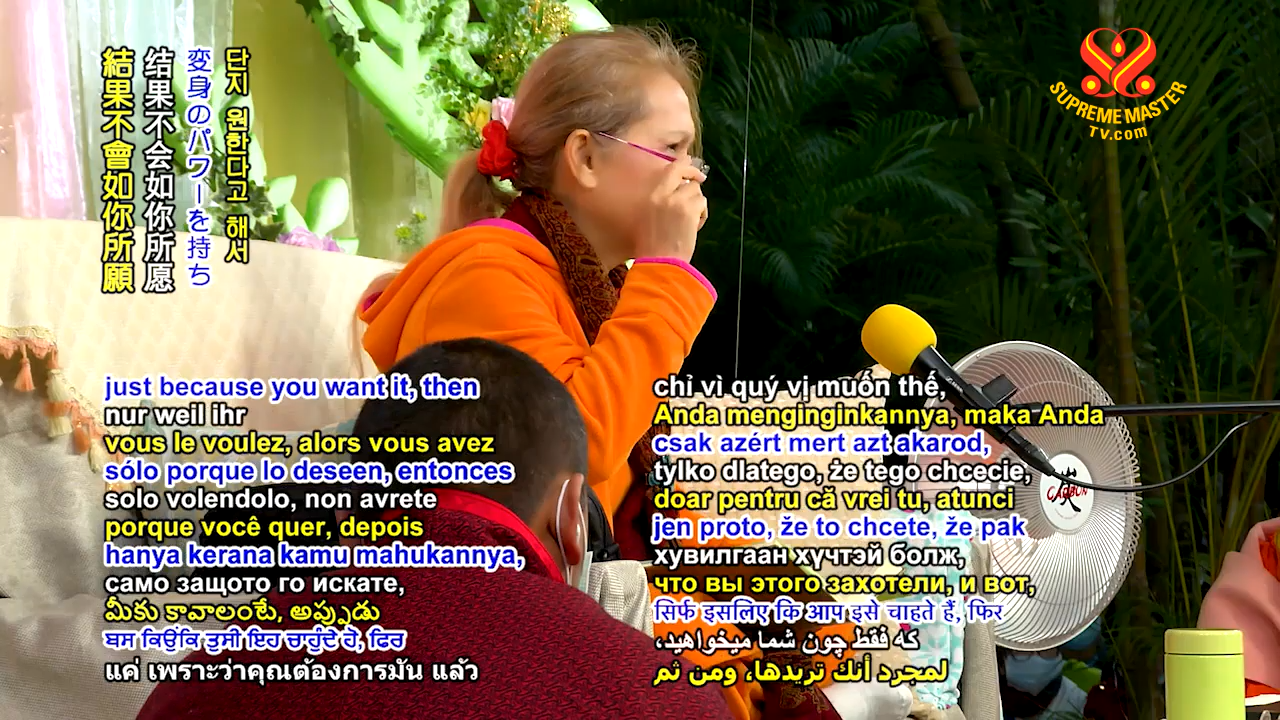 단지 원한다고 해서
変身のパワーを持ち
结果不会如你所愿
結果不會如你所願
SUPREME MASTER
TV.com
just because you want it, then
nur weil ihr
vous le voulez, alors vous avez
sólo porque lo deseen, entonces
solo volendolo, non avrete
porque você quer, depois
hanya kerana kamu mahukannya,
само защото го искате,
మీకు కావాలంటే, అప్పుడు
ਬਸ ਕਿਉਂਕਿ ਤੁਸੀ ਇਹ ਚਾਹੁੰਦੇ ਹੋ, ਫਿਰ
แค่ เพราะว่าคุณต้องการมัน แล้ว
chỉ vì quý vị muốn thế,
Anda menginginkannya, maka Anda
csak azért mert azt akarod,
tylko dlatego, że tego chcecie,
doar pentru că vrei tu, atunci
jen proto, že to chcete, že pak
хувилгаан хүчтэй болж,
что вы этого захотели, и вот,
सिर्फ इसलिए कि आप इसे चाहते हैं, फिर
که فقط چون شما میخواهید،
لمجرد أنك تريدها، ومن ثم
炭
CARBON